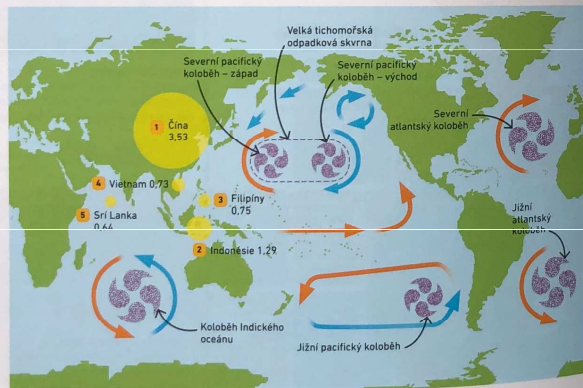 Velká tichomořská
odpadková skvrna
Severní pacifický
koloběh – západ
Severní pacifický
koloběh – východ
1 Čína
3,53
Severní
atlantský koloběh
4 Vietnam 0,73
3 Filipíny
0,75
5 Srí Lanka
0,64
2 Indonésie 1,29
Jižní
atlantský
koloběh
Koloběh Indického
oceánu
Jižní pacifický koloběh